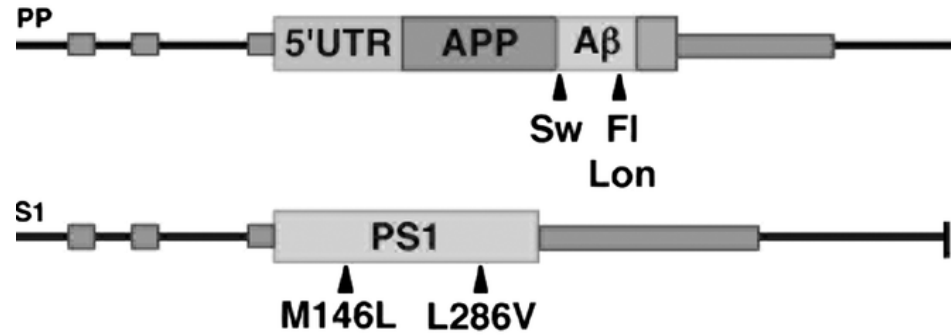 PP
5'UTR APP Aβ
Sw Fl
Lon
S1
PS1
M146L L286V